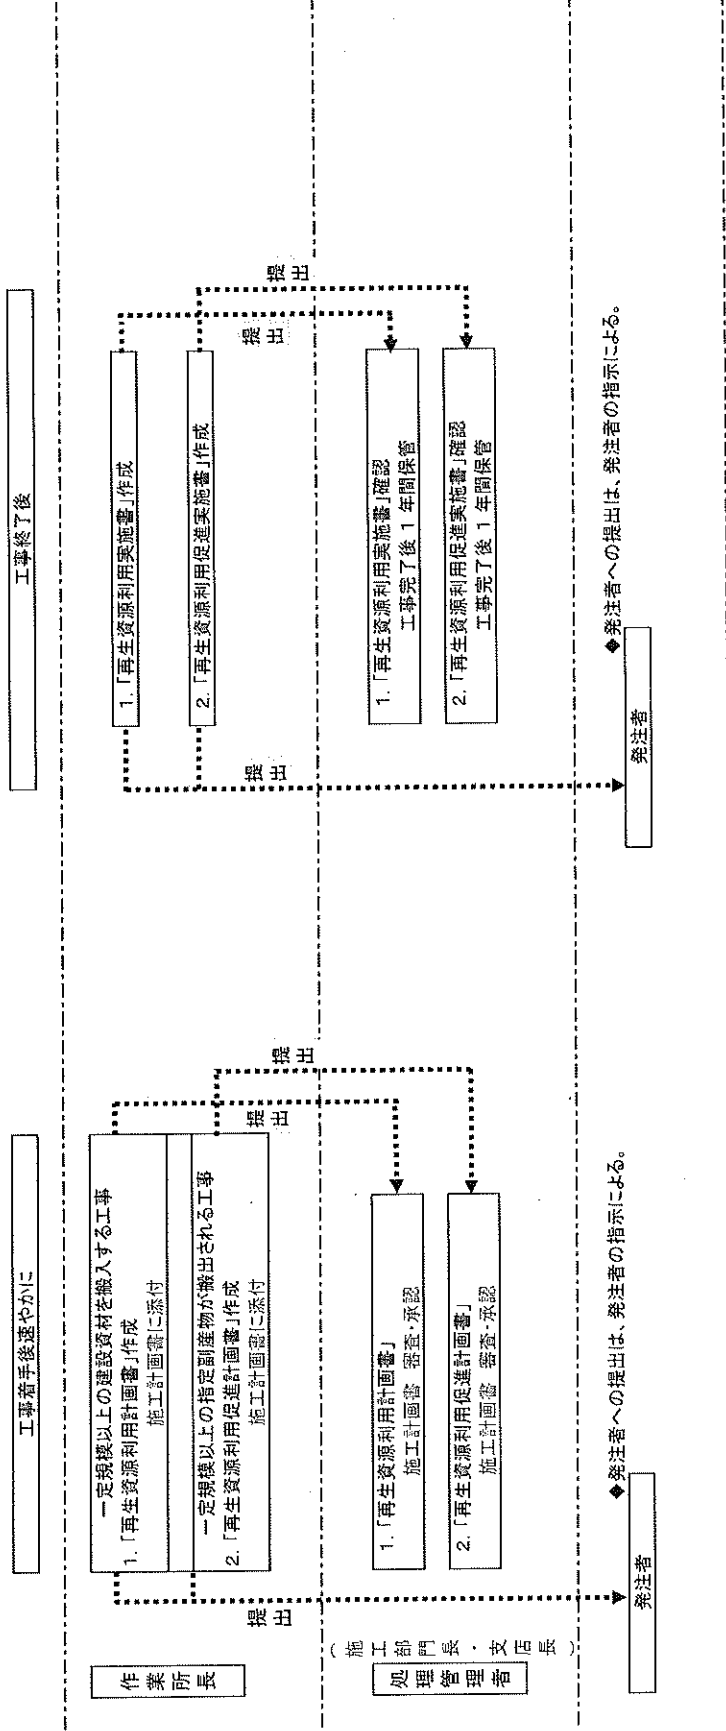 工事着手後速やかに
工事終了後
作業所長
一定規模以上の建設資材を搬入する工事
1.「再生資源利用計画書」作成
施工計画書に添付
一定規模以上の指定副産物が搬出される工事
2.「再生資源利用促進計画書」作成
施工計画書に添付
提出
提出
提出
1.「再生資源利用実施書」作成
2.「再生資源利用促進実施書」作成
提出
提出
提出
処理管理者
(施工部門長・支店長)
1.「再生資源利用計画書」
施工計画書 審査・承認
2.「再生資源利用促進計画書」
施工計画書 審査・承認
1.「再生資源利用実施書」確認
工事完了後1年間保管
2.「再生資源利用促進実施書」確認
工事完了後1年間保管
発注者
◆発注者への提出は、発注者の指示による。
発注者
◆発注者への提出は、発注者の指示による。